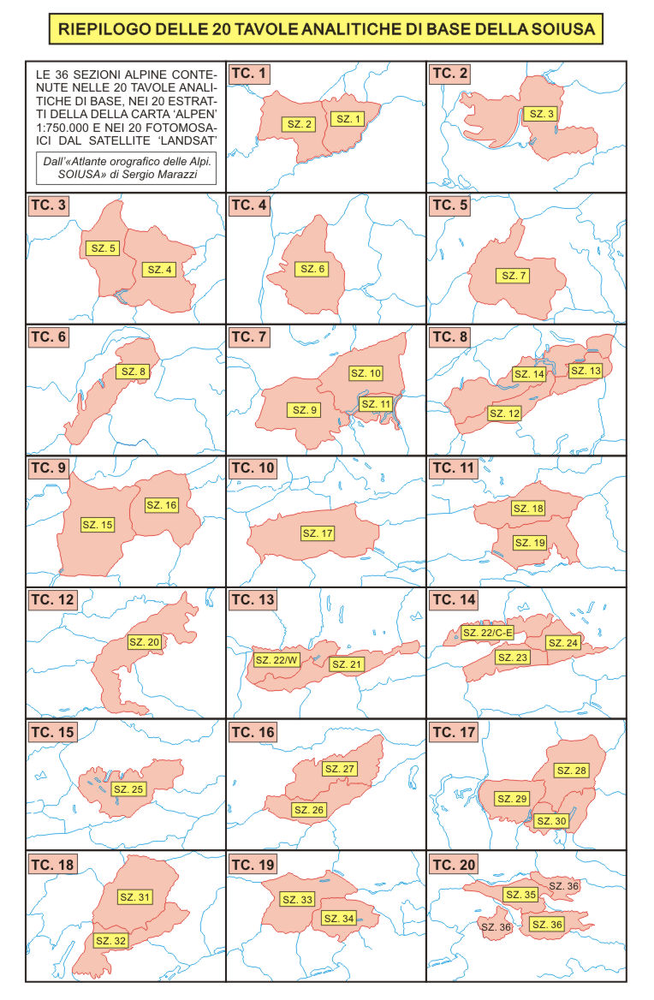 RIEPILOGO DELLE 20 TAVOLE ANALITICHE DI BASE DELLA SOIUSA
LE 36 SEZIONI ALPINE CONTE-
NUTE NELLE 20 TAVOLE ANALI-
TICHE DI BASE, NEI 20 ESTRAT-
TI DELLA DELLA CARTA ‘ALPEN’
1:750.000 E NEI 20 FOTOMOSA-
ICI DAL SATELLITE ‘LANDSAT’
Dall’«Atlante orografico delle Alpi.
SOIUSA» di Sergio Marazzi
TC. 1
SZ. 2
SZ. 1
TC. 2
SZ. 3
TC. 3
SZ. 5
SZ. 4
TC. 4
SZ. 6
TC. 5
SZ. 7
TC. 6
SZ. 8
TC. 7
SZ. 10
SZ. 11
SZ. 9
TC. 8
SZ. 14
SZ. 13
SZ. 12
TC. 9
SZ. 15
SZ. 16
TC. 10
SZ. 17
TC. 11
SZ. 18
SZ. 19
TC. 12
SZ. 20
TC. 13
SZ. 22/W
SZ. 21
TC. 14
SZ. 22/C-E
SZ. 24
SZ. 23
TC. 15
SZ. 25
TC. 16
SZ. 27
SZ. 26
TC. 17
SZ. 28
SZ. 29
SZ. 30
TC. 18
SZ. 31
SZ. 32
TC. 19
SZ. 33
SZ. 34
TC. 20
SZ. 36
SZ. 35
SZ. 36
SZ. 36